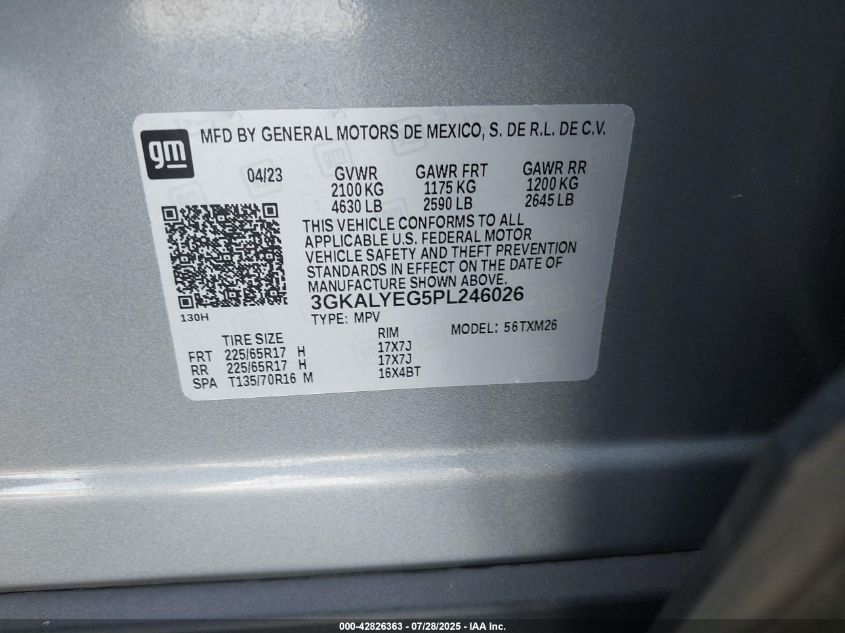 gm
MFD BY GENERAL MOTORS DE MEXICO, S. DE R.L. DE C.V.
04/23 GVWR GAWR FRT GAWR RR
2100 KG 1175 KG 1200 KG
4630 LB 2590 LB 2645 LB
THIS VEHICLE CONFORMS TO ALL
APPLICABLE U.S. FEDERAL MOTOR
VEHICLE SAFETY AND THEFT PREVENTION
STANDARDS IN EFFECT ON THE DATE OF
MANUFACTURE SHOWN ABOVE.
3GKALYEG5PL246026
130H
TYPE: MPV
MODEL: 56TXM26
TIRE SIZE RIM
FRT 225/65R17 H 17X7J
RR 225/65R17 H 17X7J
SPA T135/70R16 M 16X4BT
000-42826363 - 07/28/2025 - IAA Inc.